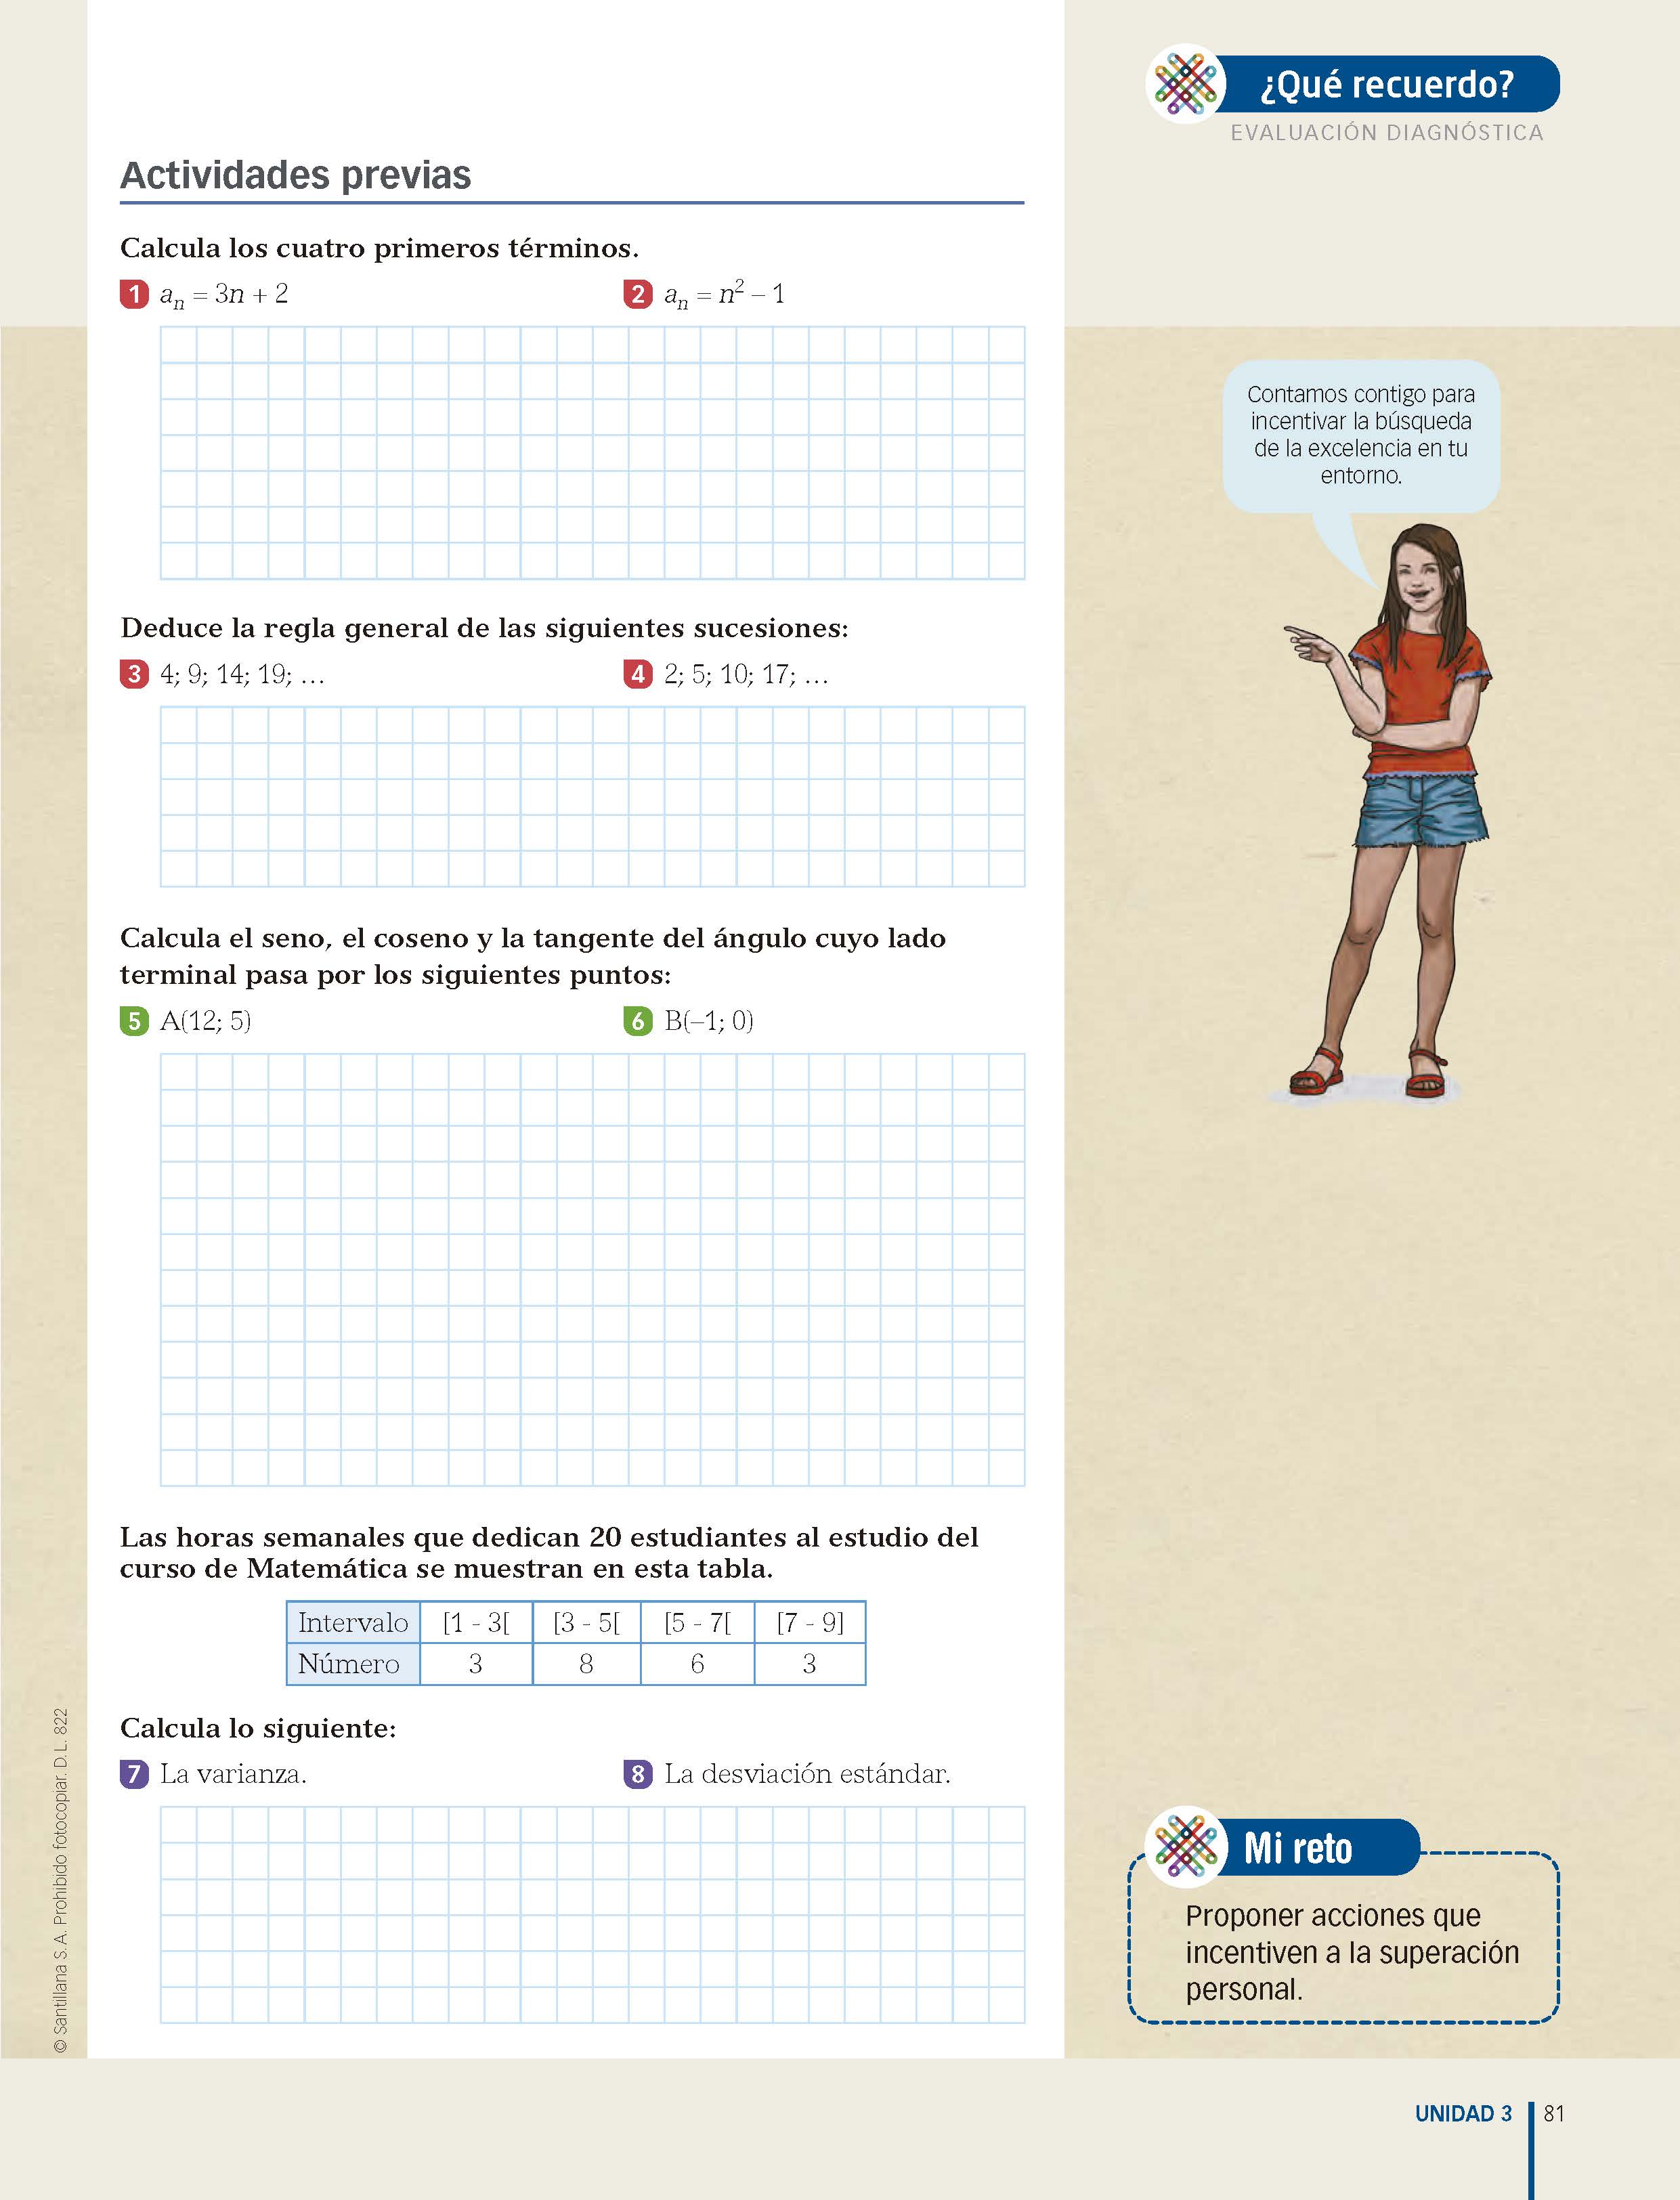 ¿Qué recuerdo?
EVALUACIÓN DIAGNÓSTICA
Actividades previas
Calcula los cuatro primeros términos.
1 aₙ = 3n + 2
2 aₙ = n² – 1
Deduce la regla general de las siguientes sucesiones:
3 4; 9; 14; 19; …
4 2; 5; 10; 17; …
Calcula el seno, el coseno y la tangente del ángulo cuyo lado
terminal pasa por los siguientes puntos:
5 A(12; 5)
6 B(–1; 0)
Las horas semanales que dedican 20 estudiantes al estudio del
curso de Matemática se muestran en esta tabla.
Intervalo [1 - 3[ [3 - 5[ [5 - 7[ [7 - 9]
Número 3 8 6 3
Calcula lo siguiente:
7 La varianza.
8 La desviación estándar.
Contamos contigo para
incentivar la búsqueda
de la excelencia en tu
entorno.
Mi reto
Proponer acciones que
incentiven a la superación
personal.
© Santillana S.A. Prohibido fotocopiar. D.L. 822
UNIDAD 3 81